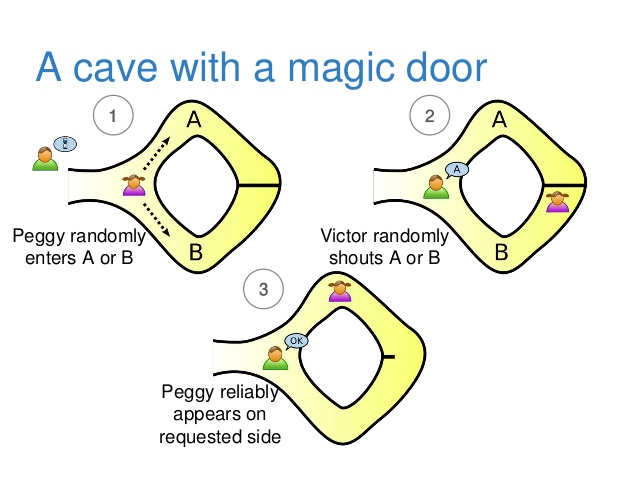 A cave with a magic door
1
A
B
Peggy randomly
enters A or B
2
A
A
B
Victor randomly
shouts A or B
3
OK
Peggy reliably
appears on
requested side